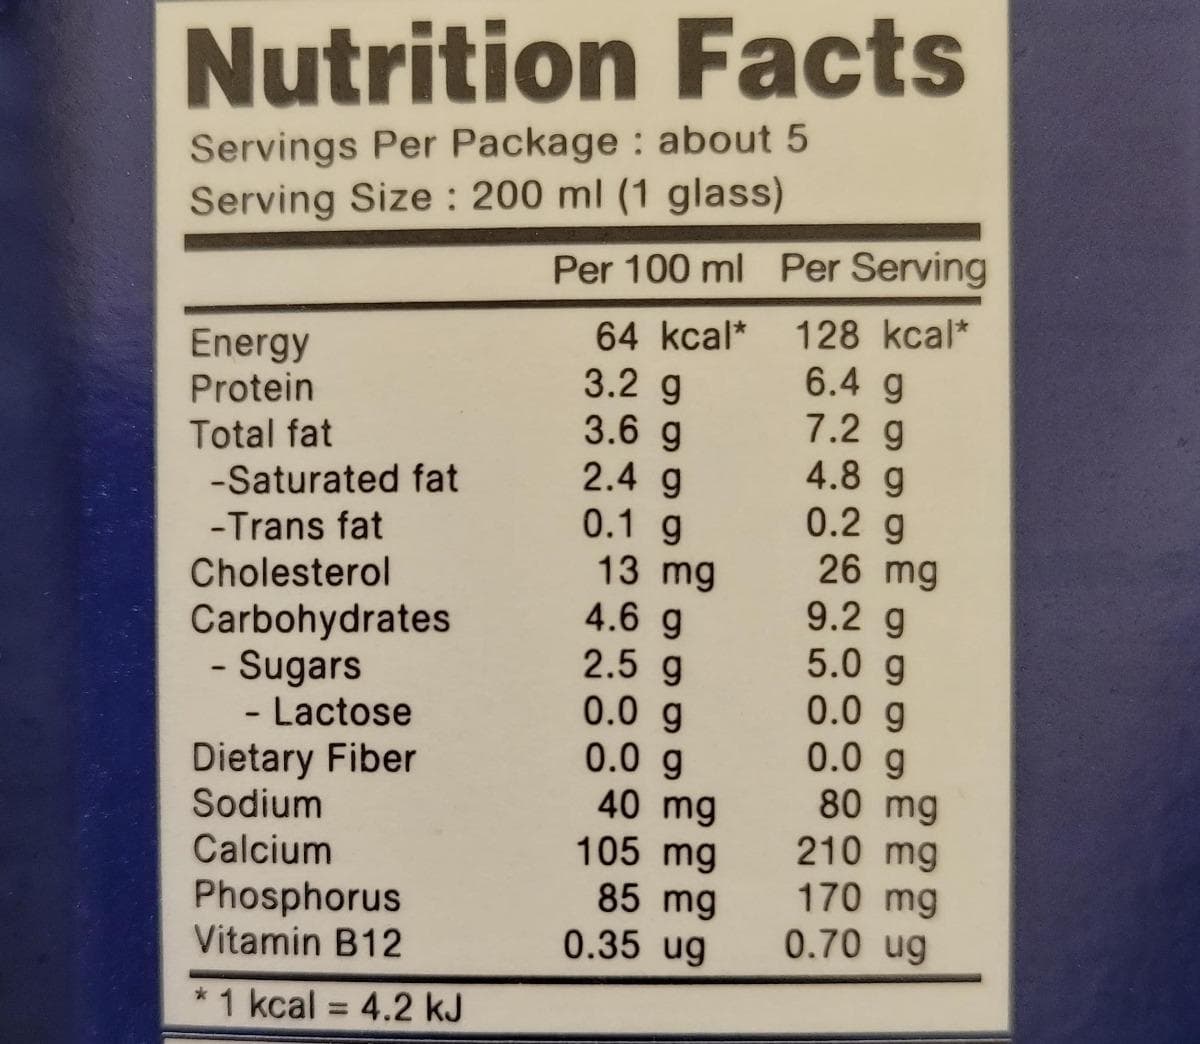 Nutrition Facts
Servings Per Package : about 5
Serving Size : 200 ml (1 glass)
Per 100 ml Per Serving
Energy 64 kcal* 128 kcal*
Protein 3.2 g 6.4 g
Total fat 3.6 g 7.2 g
-Saturated fat 2.4 g 4.8 g
-Trans fat 0.1 g 0.2 g
Cholesterol 13 mg 26 mg
Carbohydrates 4.6 g 9.2 g
- Sugars 2.5 g 5.0 g
- Lactose 0.0 g 0.0 g
Dietary Fiber 0.0 g 0.0 g
Sodium 40 mg 80 mg
Calcium 105 mg 210 mg
Phosphorus 85 mg 170 mg
Vitamin B12 0.35 ug 0.70 ug
* 1 kcal = 4.2 kJ